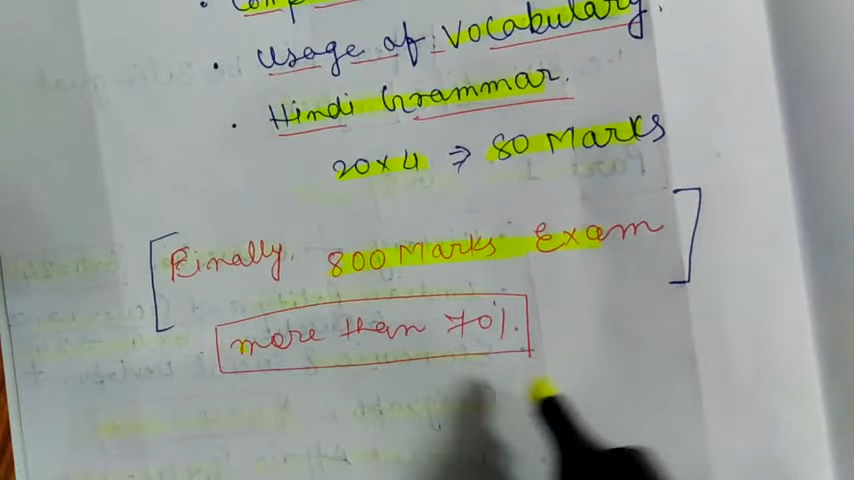 • Usage of : Vocabulary.
• Hindi Grammar.
20×4 ⇒ 80 Marks
[Finally, 800 Marks Exam]
more than 70%.